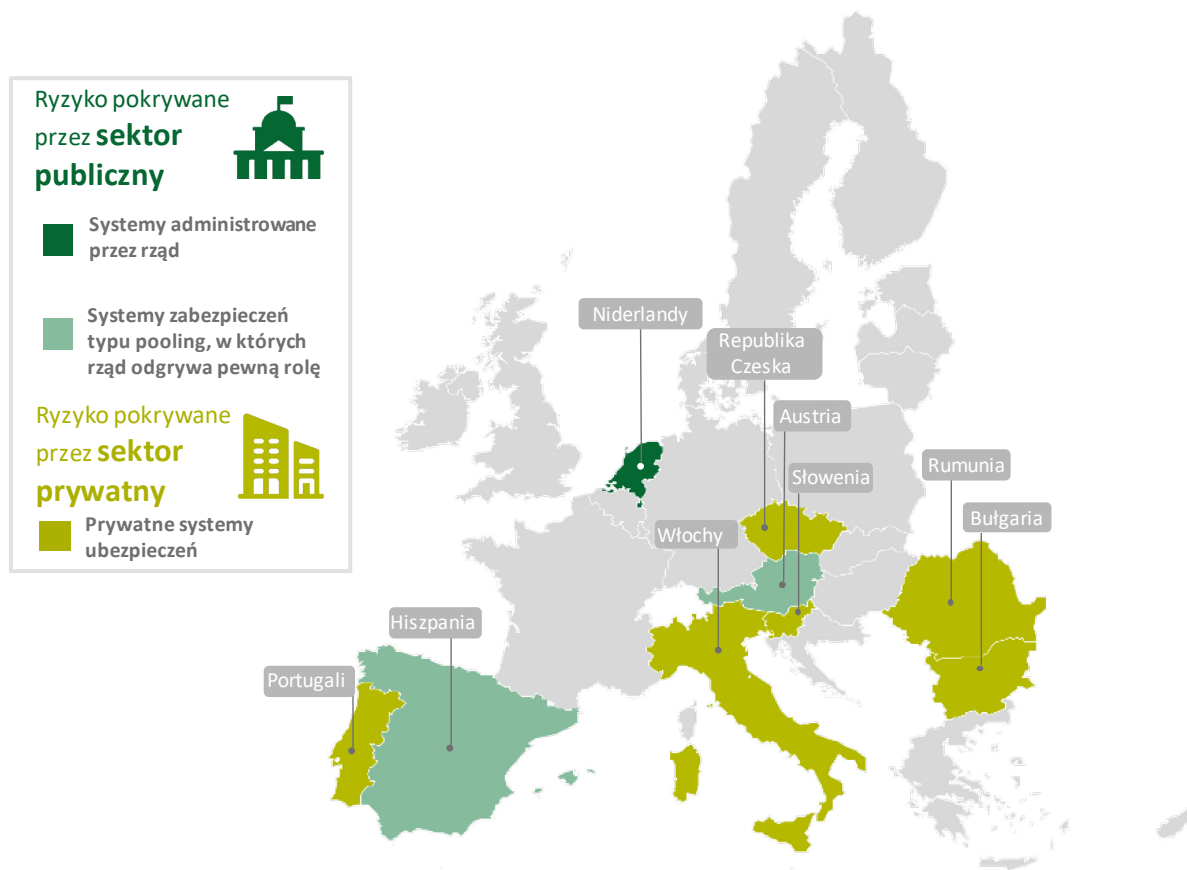 Ryzyko pokrywane
przez sektor
publiczny
Systemy administrowane
przez rząd
Systemy zabezpieczeń
typu pooling, w których
rząd odgrywa pewną rolę
Ryzyko pokrywane
przez sektor
prywatny
Prywatne systemy
ubezpieczeń
Niderlandy
Republika
Czeska
Austria
Słowenia
Rumunia
Bułgaria
Włochy
Hiszpania
Portugali